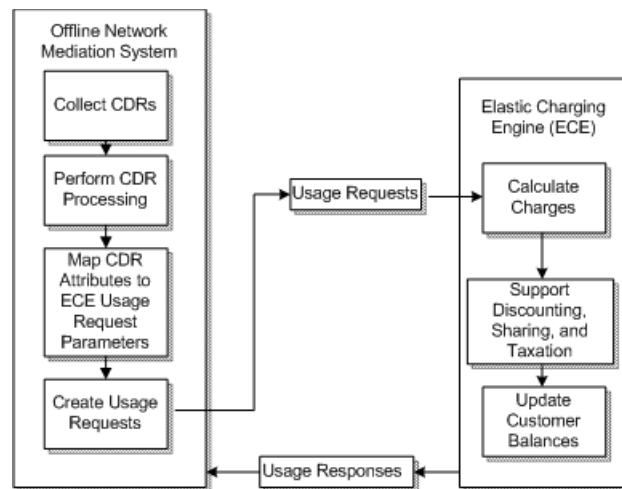 Offline Network
Mediation System
Collect CDRs
Perform CDR
Processing
Map CDR
Attributes to
ECE Usage
Request
Parameters
Create Usage
Requests
Usage Requests
Elastic Charging
Engine (ECE)
Calculate
Charges
Support
Discounting,
Sharing, and
Taxation
Update
Customer
Balances
Usage Responses